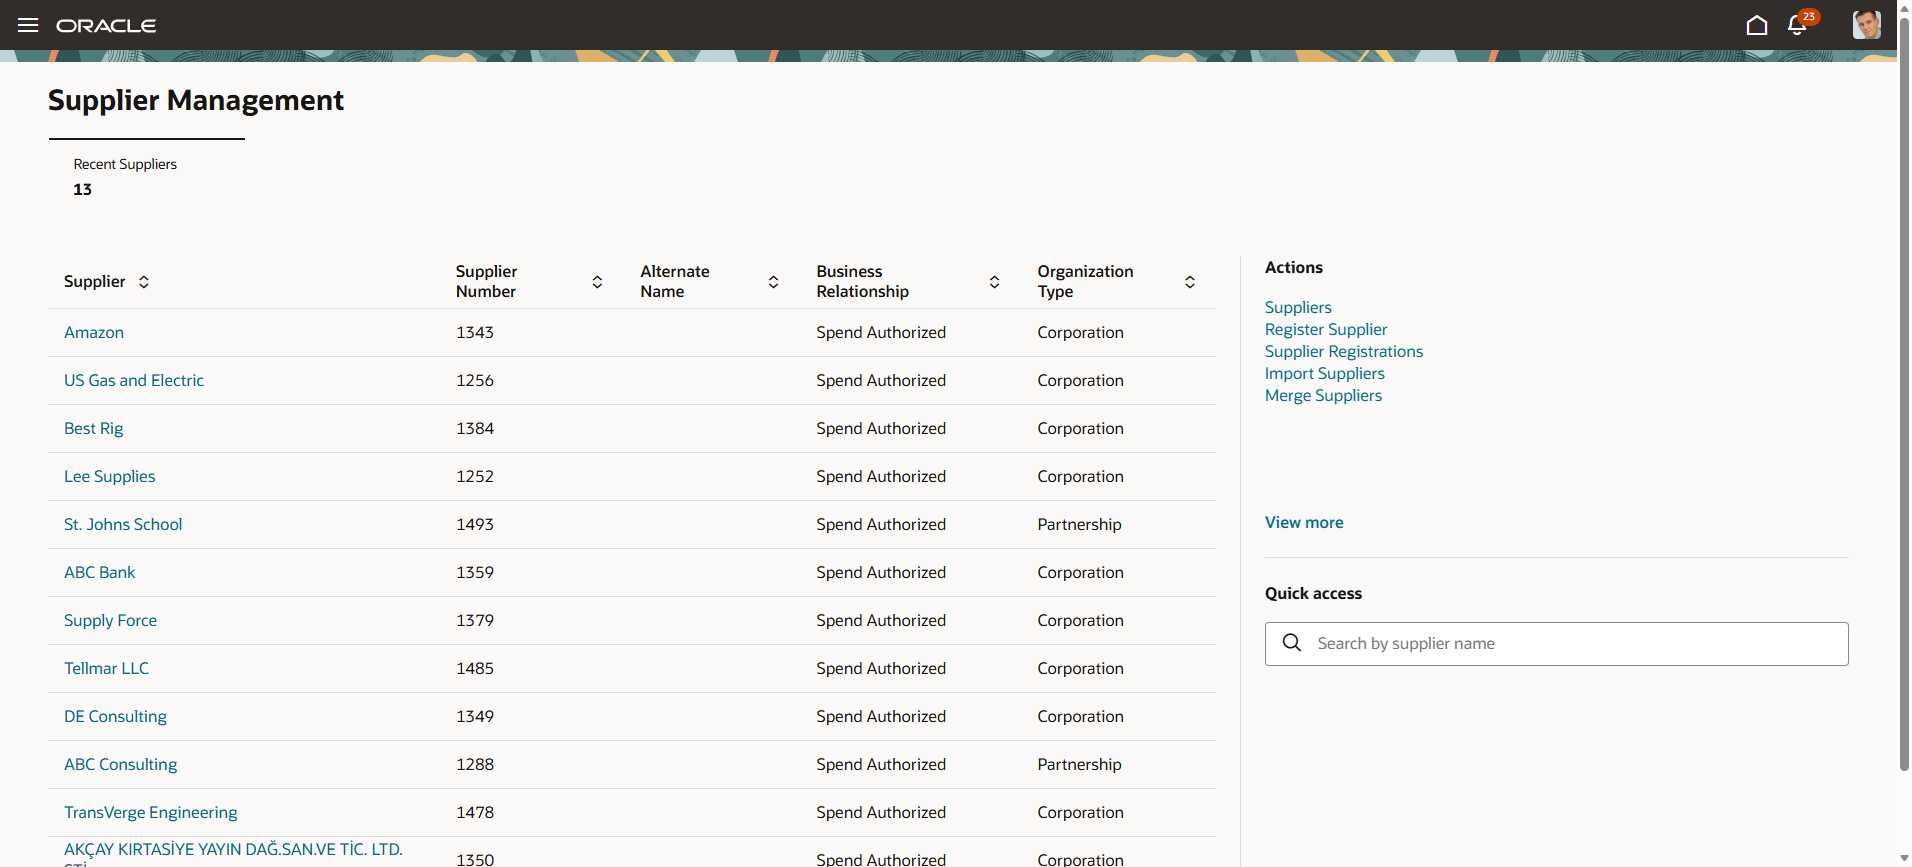 ORACLE
23
Supplier Management
Recent Suppliers
13
Supplier
Supplier Number
Alternate Name
Business Relationship
Organization Type
Amazon 1343 Spend Authorized Corporation
US Gas and Electric 1256 Spend Authorized Corporation
Best Rig 1384 Spend Authorized Corporation
Lee Supplies 1252 Spend Authorized Corporation
St. Johns School 1493 Spend Authorized Partnership
ABC Bank 1359 Spend Authorized Corporation
Supply Force 1379 Spend Authorized Corporation
Tellmar LLC 1485 Spend Authorized Corporation
DE Consulting 1349 Spend Authorized Corporation
ABC Consulting 1288 Spend Authorized Partnership
TransVerge Engineering 1478 Spend Authorized Corporation
AKÇAY KIRTASİYE YAYIN DAĞ.SAN.VE TİC. LTD.
1350 Spend Authorized Corporation
Actions
Suppliers
Register Supplier
Supplier Registrations
Import Suppliers
Merge Suppliers
View more
Quick access
Search by supplier name